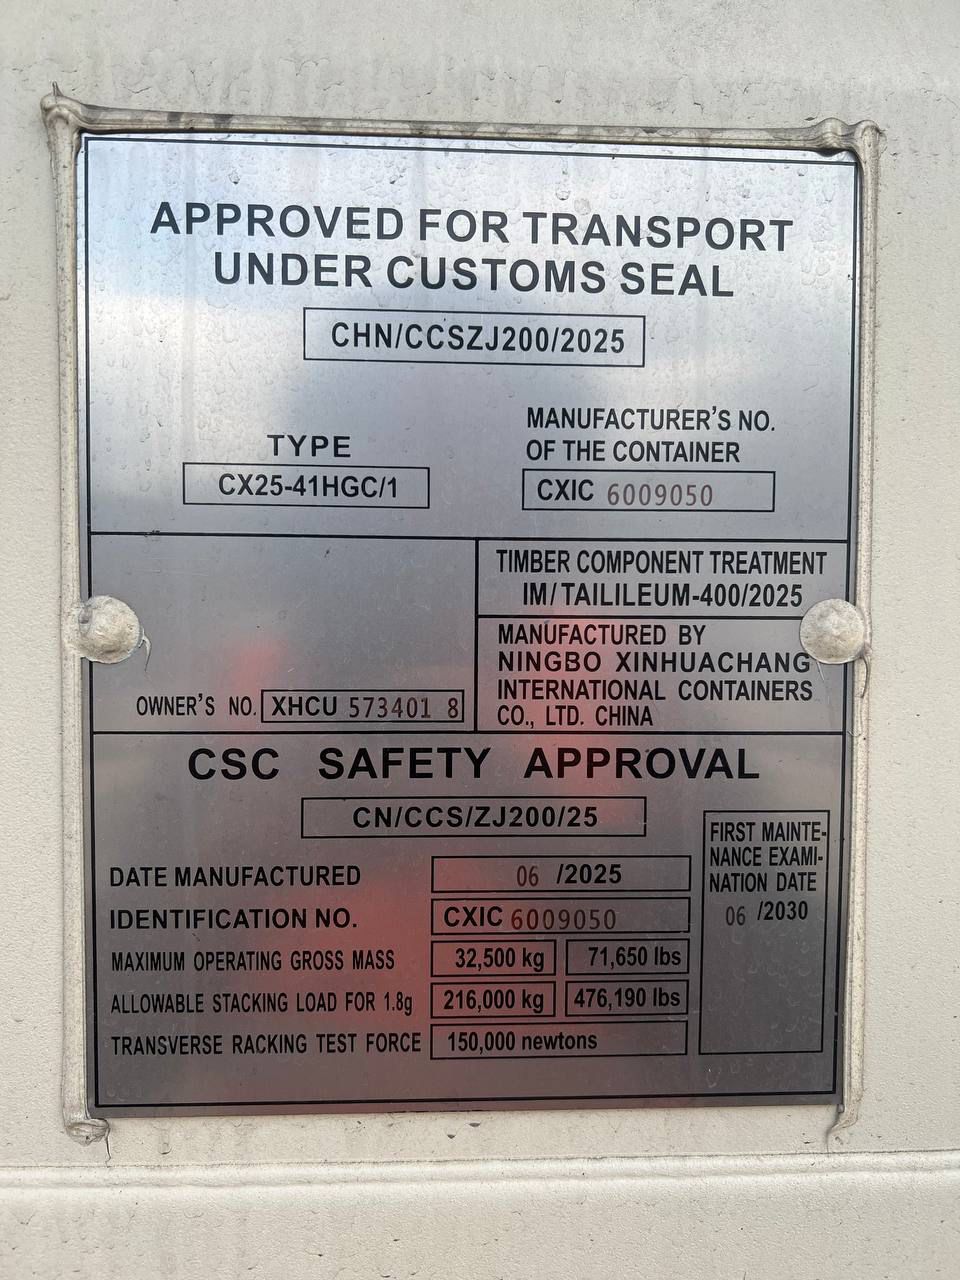 APPROVED FOR TRANSPORT
UNDER CUSTOMS SEAL
CHN/CCSZJ200/2025
TYPE
CX25-41HGC/1
MANUFACTURER'S NO.
OF THE CONTAINER
CXIC 6009050
OWNER'S NO. XHCU 573401 8
TIMBER COMPONENT TREATMENT
IM/TAILILEUM-400/2025
MANUFACTURED BY
NINGBO XINHUACHANG
INTERNATIONAL CONTAINERS
CO., LTD. CHINA
CSC SAFETY APPROVAL
CN/CCS/ZJ200/25
DATE MANUFACTURED 06 /2025
IDENTIFICATION NO. CXIC 6009050
MAXIMUM OPERATING GROSS MASS 32,500 kg 71,650 lbs
ALLOWABLE STACKING LOAD FOR 1.8g 216,000 kg 476,190 lbs
TRANSVERSE RACKING TEST FORCE 150,000 newtons
FIRST MAINTE-
NANCE EXAMI-
NATION DATE
06 /2030